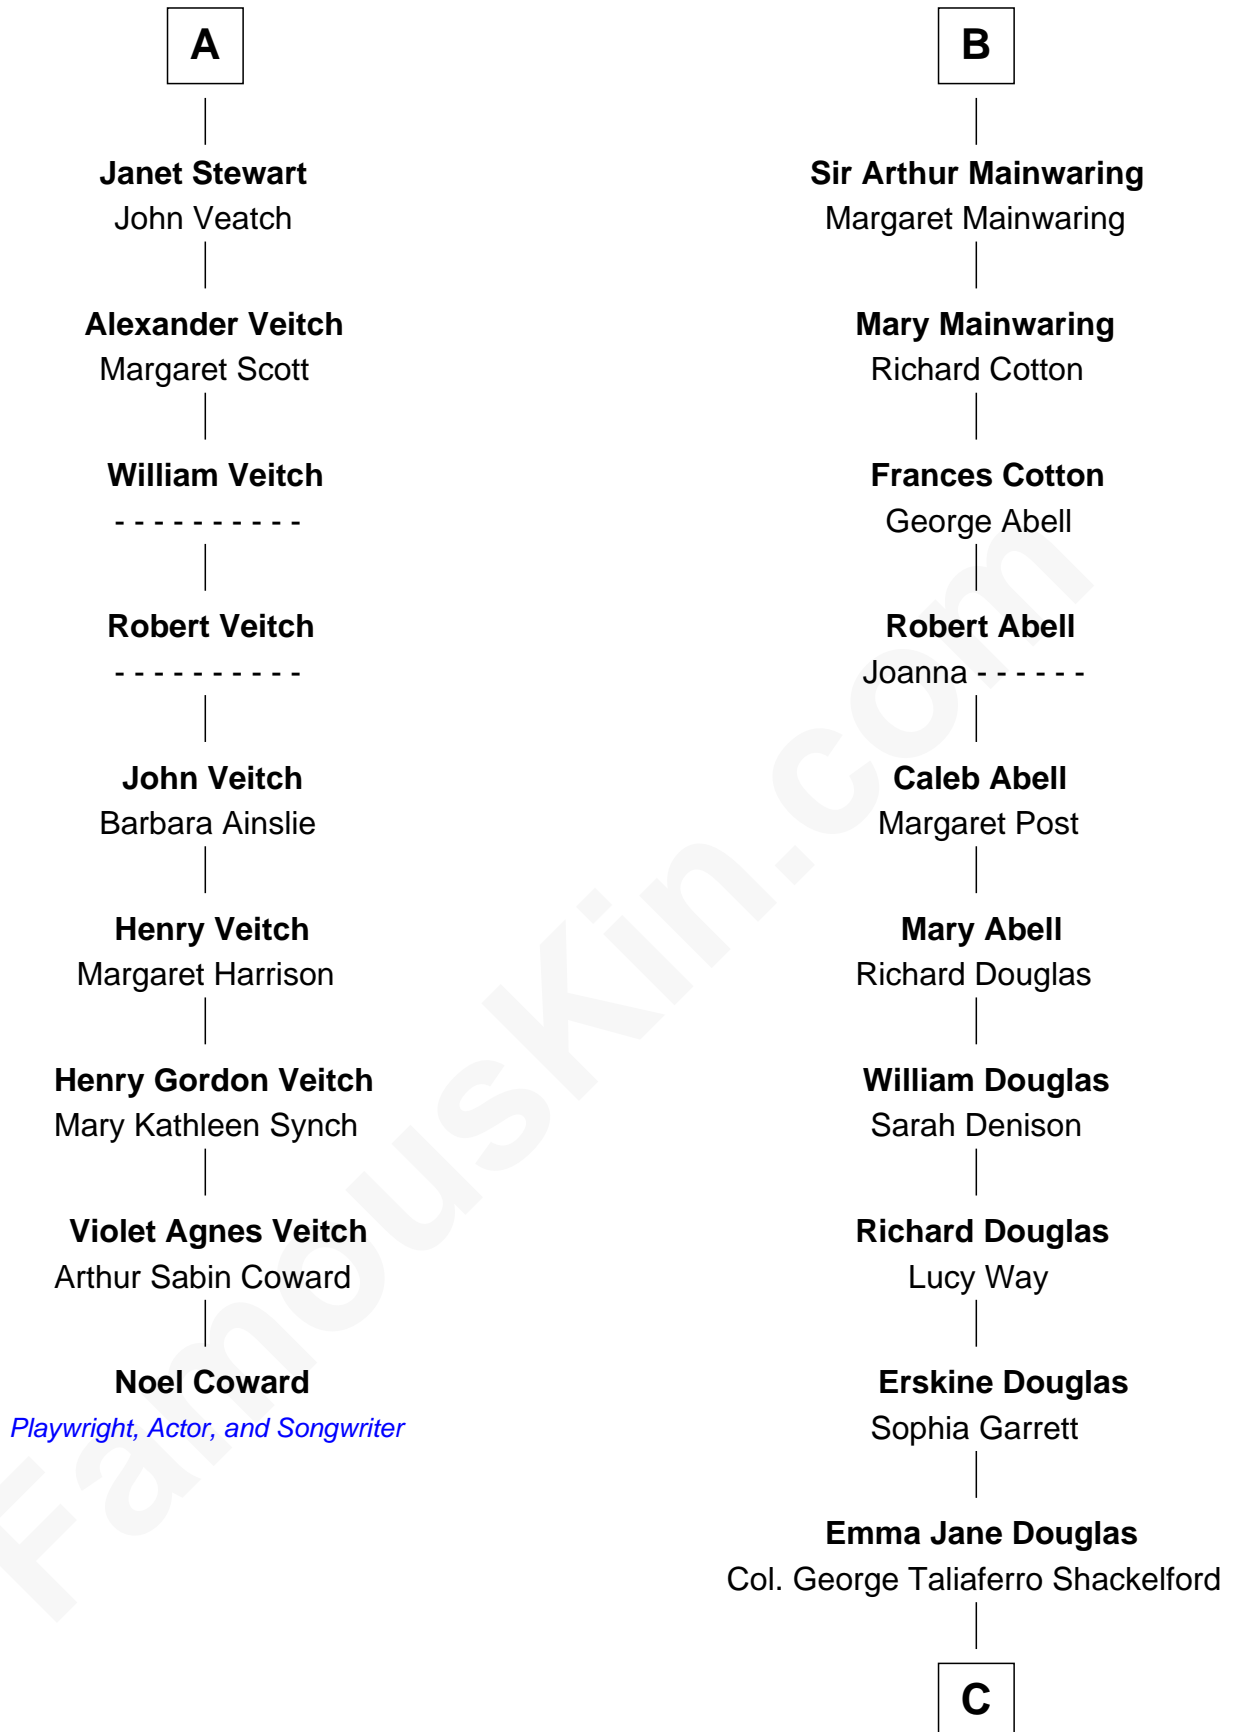 A
Janet Stewart
John Veatch
Alexander Veitch
Margaret Scott
William Veitch
- - - - - - - - - -
Robert Veitch
- - - - - - - - - -
John Veitch
Barbara Ainslie
Henry Veitch
Margaret Harrison
Henry Gordon Veitch
Mary Kathleen Synch
Violet Agnes Veitch
Arthur Sabin Coward
Noel Coward
Playwright, Actor, and Songwriter
B
Sir Arthur Mainwaring
Margaret Mainwaring
Mary Mainwaring
Richard Cotton
Frances Cotton
George Abell
Robert Abell
Joanna - - - - - -
Caleb Abell
Margaret Post
Mary Abell
Richard Douglas
William Douglas
Sarah Denison
Richard Douglas
Lucy Way
Erskine Douglas
Sophia Garrett
Emma Jane Douglas
Col. George Taliaferro Shackelford
C
FamousKin.com